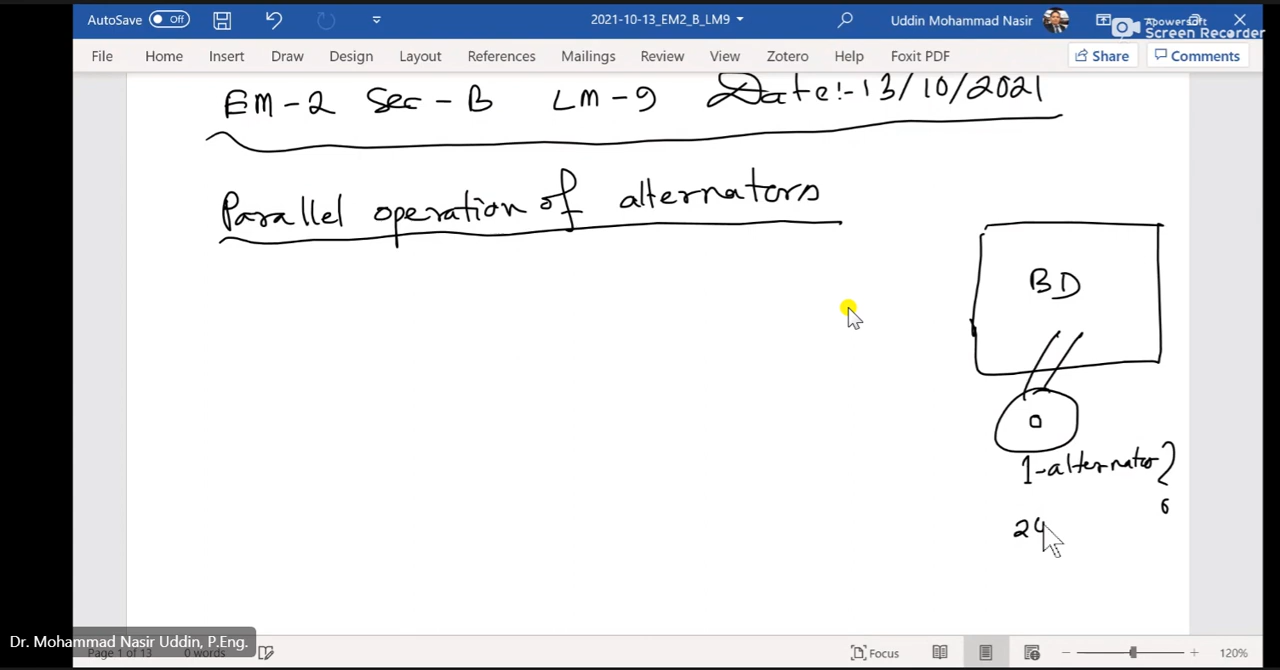 AutoSave Off 2021-10-13_EM2_B_LM9 Uddin Mohammad Nasir
Apowersoft
Screen Recorder
File Home Insert Draw Design Layout References Mailings Review View Zotero Help Foxit PDF Share Comments
EM-2 Sec-B LM-9 Date:-13/10/2021
Parallel operation of alternators
BD
1-alternator?
24
Dr. Mohammad Nasir Uddin, P.Eng.
Page 1 of 13 0 words Focus 120%